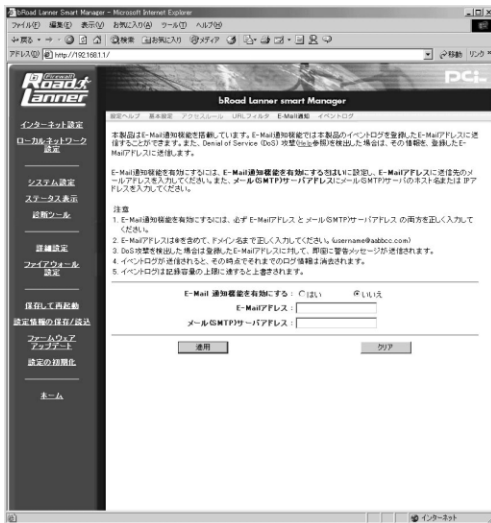 bRoad Lanner Smart Manager - Microsoft Internet Explorer
ファイル(F) 編集(E) 表示(V) お気に入り(A) ツール(T) ヘルプ(H)
戻る 検索 お気に入り メディア
アドレス(D) http://192.168.1.1/ 移動 リンク
Firewall
Road Lanner
PCi
bRoad Lanner smart Manager
設定ヘルプ 基本設定 アクセスルール URLフィルタ E-Mail通知 イベントログ
インターネット設定
ローカルネットワーク
設定
システム設定
ステータス表示
診断ツール
詳細設定
ファイアウォール
設定
保存して再起動
設定情報の保存/読込
ファームウェア
アップデート
設定の初期化
ホーム
本製品はE-Mail通知機能を搭載しています。E-Mail通知機能では本製品のイベントログを登録したE-Mailアドレスに送
信することができます。また、Denial of Service (DoS) 攻撃(Help参照)を検出した場合は、その情報を、登録したE-
Mailアドレスに送信します。
E-Mail通知機能を有効にするには、E-Mail通知機能を有効にするをはいに設定し、E-Mailアドレスに送信先のメ
ールアドレスを入力してください。また、メール(SMTP)サーバアドレスにメール(SMTP)サーバのホスト名または IPア
ドレスを入力してください。
注意
1. E-Mail通知機能を有効にするには、必ず E-Mailアドレス とメール(SMTP)サーバアドレス の両方を正しく入力して
ください。
2. E-Mailアドレスは@を含めて、ドメイン名まで正しく入力してください。(username@aabbcc.com)
3. DoS攻撃を検出した場合は登録したE-Mailアドレスに対して、即座に警告メッセージが送信されます。
4. イベントログが送信されると、その時点でそれまでのログ情報は消去されます。
5. イベントログは記録容量の上限に達すると上書きされます。
E-Mail 通知機能を有効にする : はい いいえ
E-Mailアドレス :
メール(SMTP)サーバアドレス :
適用 クリア
インターネット